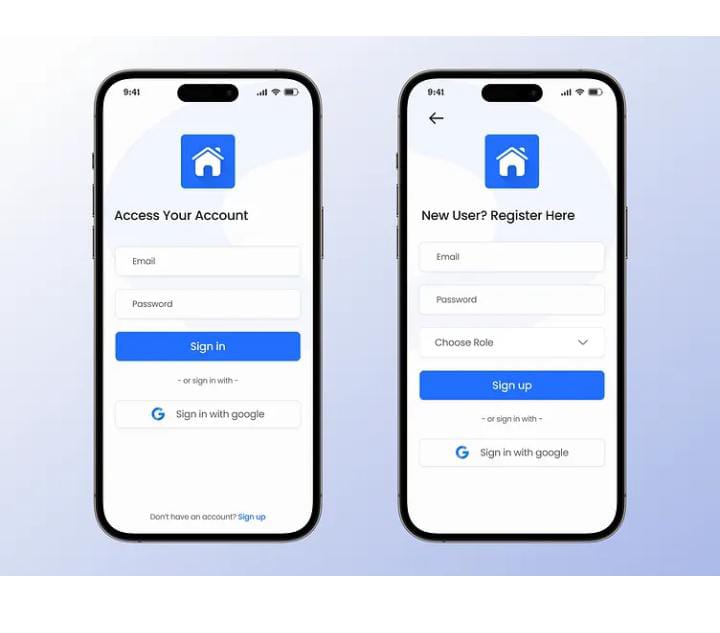 9:41
Access Your Account
Email
Password
Sign in
- or sign in with -
G Sign in with google
Don't have an account? Sign up
9:41
New User? Register Here
Email
Password
Choose Role
Sign up
- or sign in with -
G Sign in with google